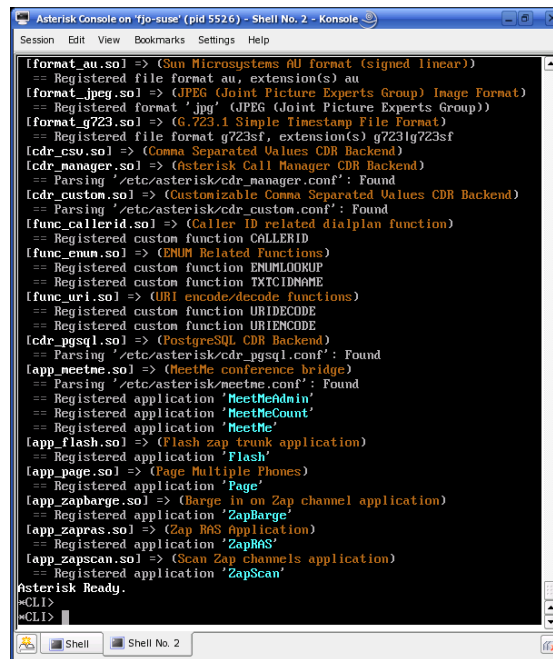 Asterisk Console on 'fjo-suse' (pid 5526) - Shell No. 2 - Konsole
Session Edit View Bookmarks Settings Help
[format_au.so] => (Sun Microsystems AU format (signed linear))
== Registered file format au, extension(s) au
[format_jpeg.so] => (JPEG (Joint Picture Experts Group) Image Format)
== Registered format 'jpg' (JPEG (Joint Picture Experts Group))
[format_g723.so] => (G.723.1 Simple Timestamp File Format)
== Registered file format g723sf, extension(s) g723|g723sf
[cdr_csv.so] => (Comma Separated Values CDR Backend)
[cdr_manager.so] => (Asterisk Call Manager CDR Backend)
== Parsing '/etc/asterisk/cdr_manager.conf': Found
[cdr_custom.so] => (Customizable Comma Separated Values CDR Backend)
== Parsing '/etc/asterisk/cdr_custom.conf': Found
[func_callerid.so] => (Caller ID related dialplan function)
== Registered custom function CALLERID
[func_enum.so] => (ENUM Related Functions)
== Registered custom function ENUMLOOKUP
== Registered custom function TXTCIDNAME
[func_uri.so] => (URI encode/decode functions)
== Registered custom function URIDECODE
== Registered custom function URIENCODE
[cdr_pgsql.so] => (PostgreSQL CDR Backend)
== Parsing '/etc/asterisk/cdr_pgsql.conf': Found
[app_meetme.so] => (MeetMe conference bridge)
== Parsing '/etc/asterisk/meetme.conf': Found
== Registered application 'MeetMeAdmin'
== Registered application 'MeetMeCount'
== Registered application 'MeetMe'
[app_flash.so] => (Flash zap trunk application)
== Registered application 'Flash'
[app_page.so] => (Page Multiple Phones)
== Registered application 'Page'
[app_zapbarge.so] => (Barge in on Zap channel application)
== Registered application 'ZapBarge'
[app_zapras.so] => (Zap RAS Application)
== Registered application 'ZapRAS'
[app_zapscan.so] => (Scan Zap channels application)
== Registered application 'ZapScan'
Asterisk Ready.
*CLI>
*CLI>
Shell Shell No. 2